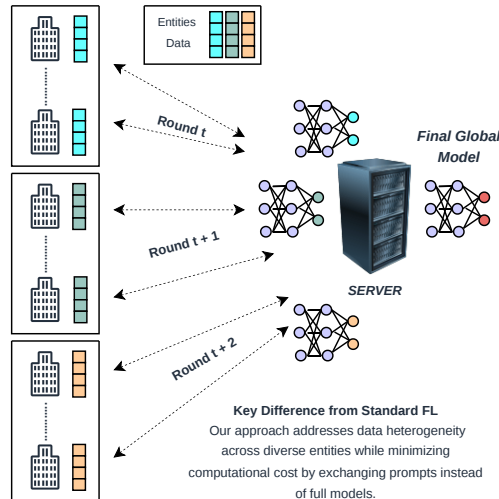 Entities
Data
Round t
Final Global
Model
Round t + 1
SERVER
Round t + 2
Key Difference from Standard FL
Our approach addresses data heterogeneity
across diverse entities while minimizing
computational cost by exchanging prompts instead
of full models.